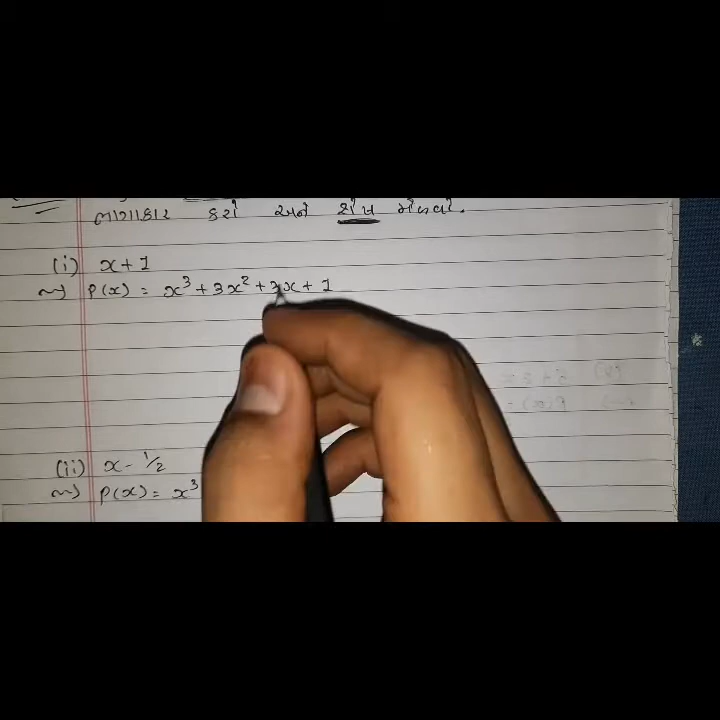 ભાગાકાર કરો અને શેષ મેળવો.
(i) x + 1
~> P(x) = x³ + 3x² + 3x + 1
(ii) x - 1/2
~> P(x) = x³